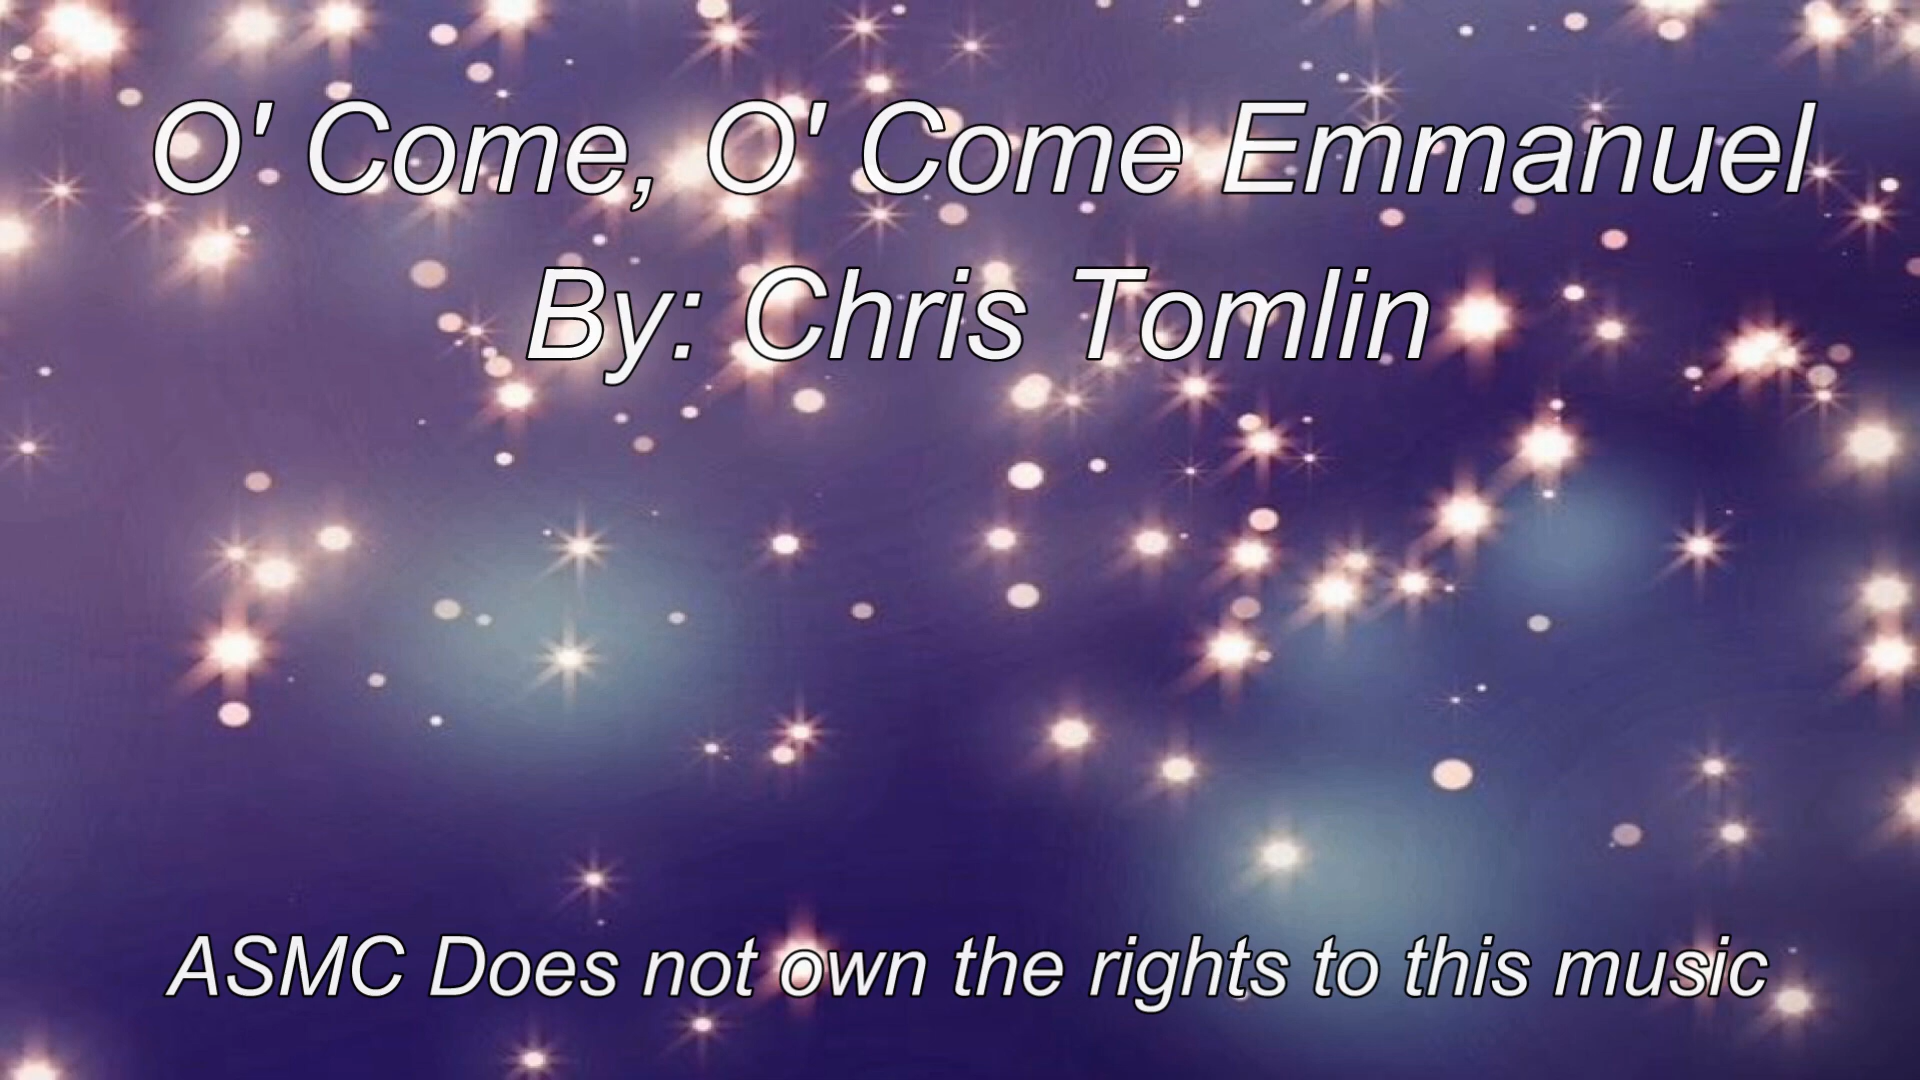 O' Come, O' Come Emmanuel
By: Chris Tomlin
ASMC Does not own the rights to this music